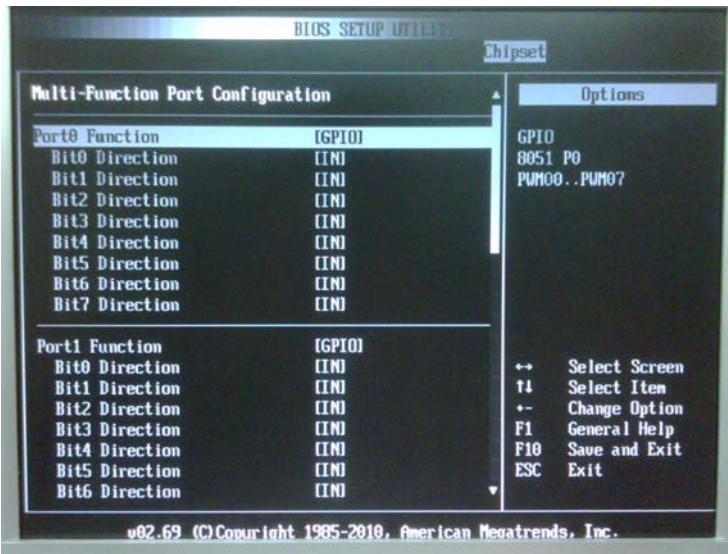 BIOS SETUP UTILITY
Chipset
Multi-Function Port Configuration
Port0 Function [GPIO]
Bit0 Direction [IN]
Bit1 Direction [IN]
Bit2 Direction [IN]
Bit3 Direction [IN]
Bit4 Direction [IN]
Bit5 Direction [IN]
Bit6 Direction [IN]
Bit7 Direction [IN]
Port1 Function [GPIO]
Bit0 Direction [IN]
Bit1 Direction [IN]
Bit2 Direction [IN]
Bit3 Direction [IN]
Bit4 Direction [IN]
Bit5 Direction [IN]
Bit6 Direction [IN]
Options
GPIO
8051 P0
PWM00..PWM07
↔ Select Screen
↑↓ Select Item
+- Change Option
F1 General Help
F10 Save and Exit
ESC Exit
v02.69 (C)Copyright 1985-2010, American Megatrends, Inc.